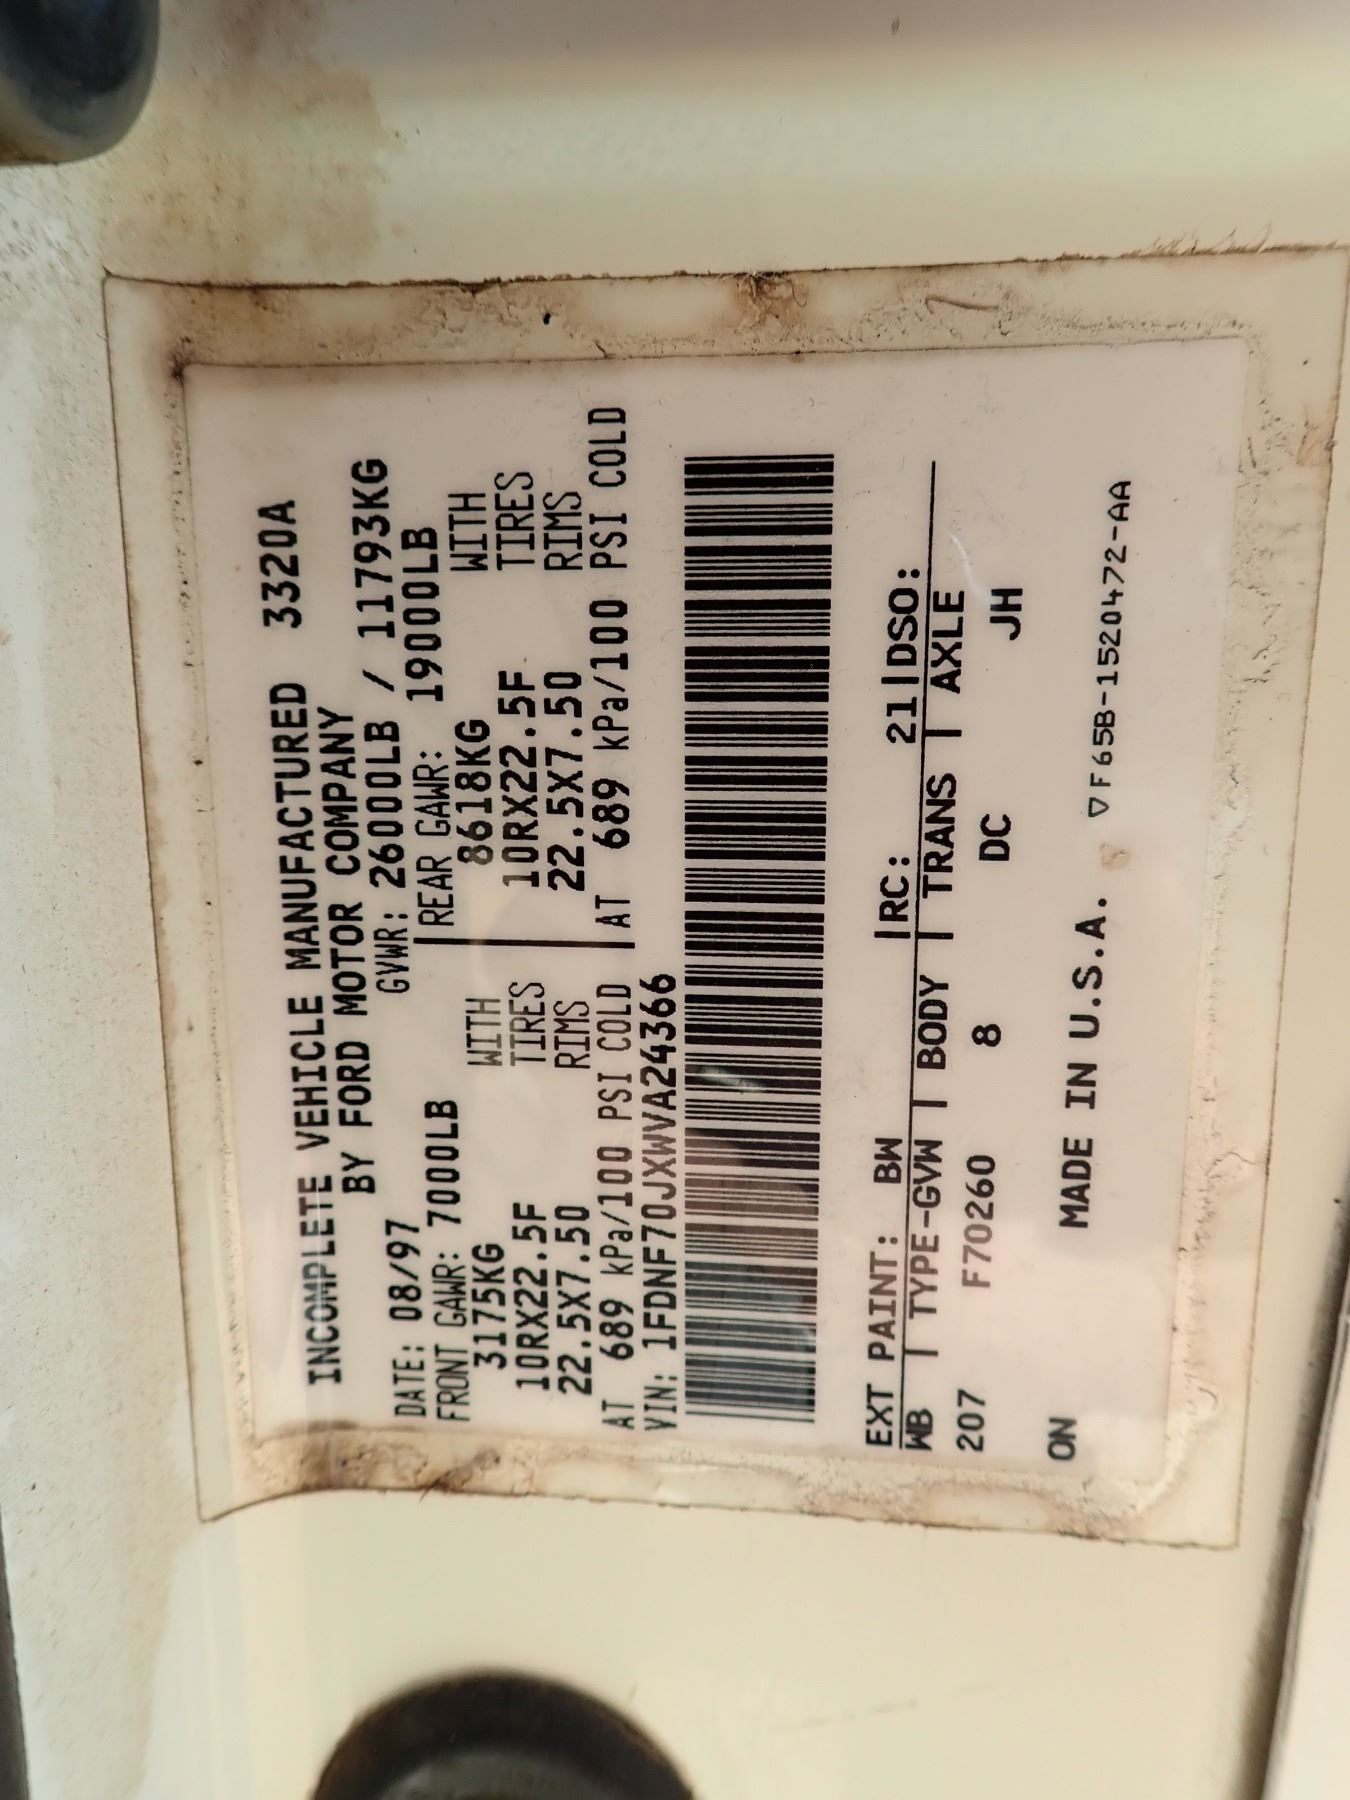 INCOMPLETE VEHICLE MANUFACTURED 3320A
BY FORD MOTOR COMPANY
DATE: 08/97 GVWR: 26000LB / 11793KG
FRONT GAWR: 7000LB REAR GAWR: 19000LB
3175KG WITH 8618KG WITH
10RX22.5F TIRES 10RX22.5F TIRES
22.5X7.50 RIMS 22.5X7.50 RIMS
AT 689 kPa/100 PSI COLD AT 689 kPa/100 PSI COLD
VIN: 1FDNF70JXWVA24366
EXT PAINT: BW |RC: 21|DSO:
WB | TYPE-GVW | BODY | TRANS | AXLE
207 F70260 8 DC JH
ON MADE IN U.S.A. ▽F65B-1520472-AA